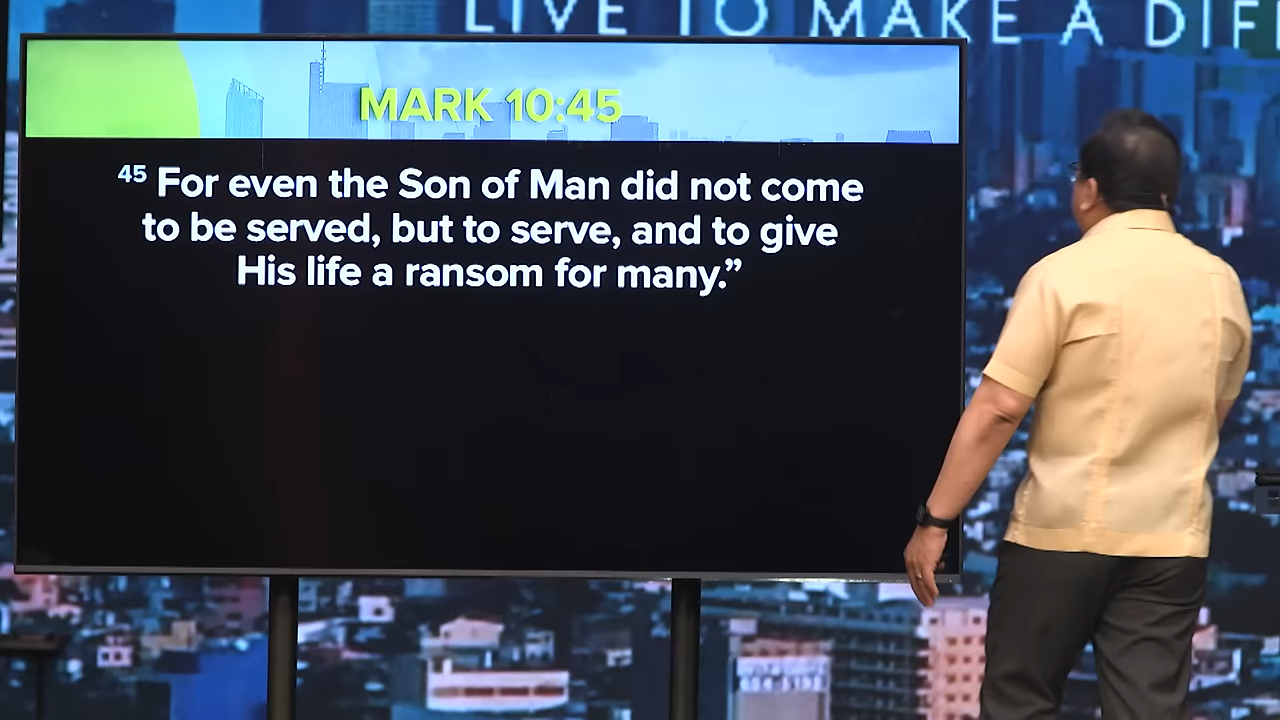 LIVE TO MAKE A DIF
MARK 10:45
45 For even the Son of Man did not come
to be served, but to serve, and to give
His life a ransom for many.”